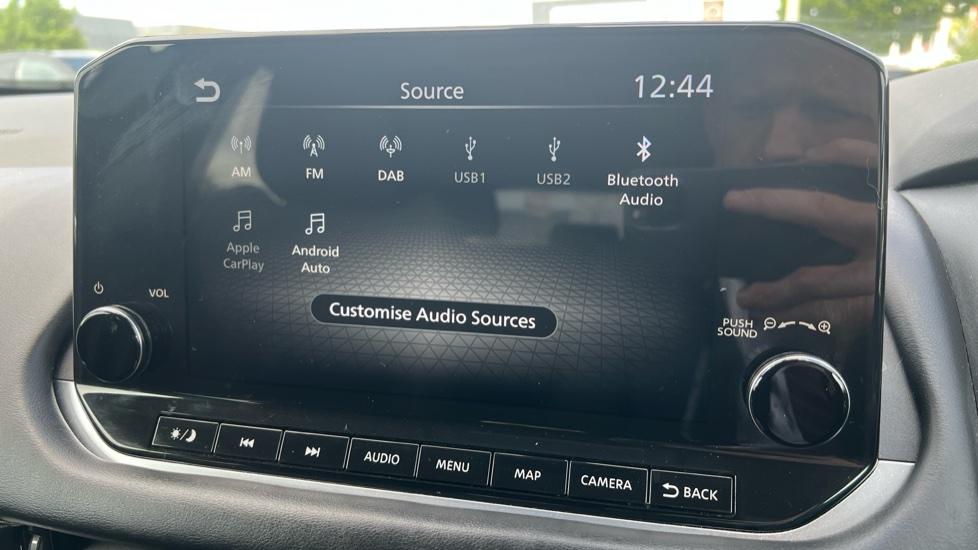 Source
12:44
AM
FM
DAB
USB1
USB2
Bluetooth
Audio
Apple
CarPlay
Android
Auto
Customise Audio Sources
VOL
PUSH
SOUND
AUDIO
MENU
MAP
CAMERA
BACK